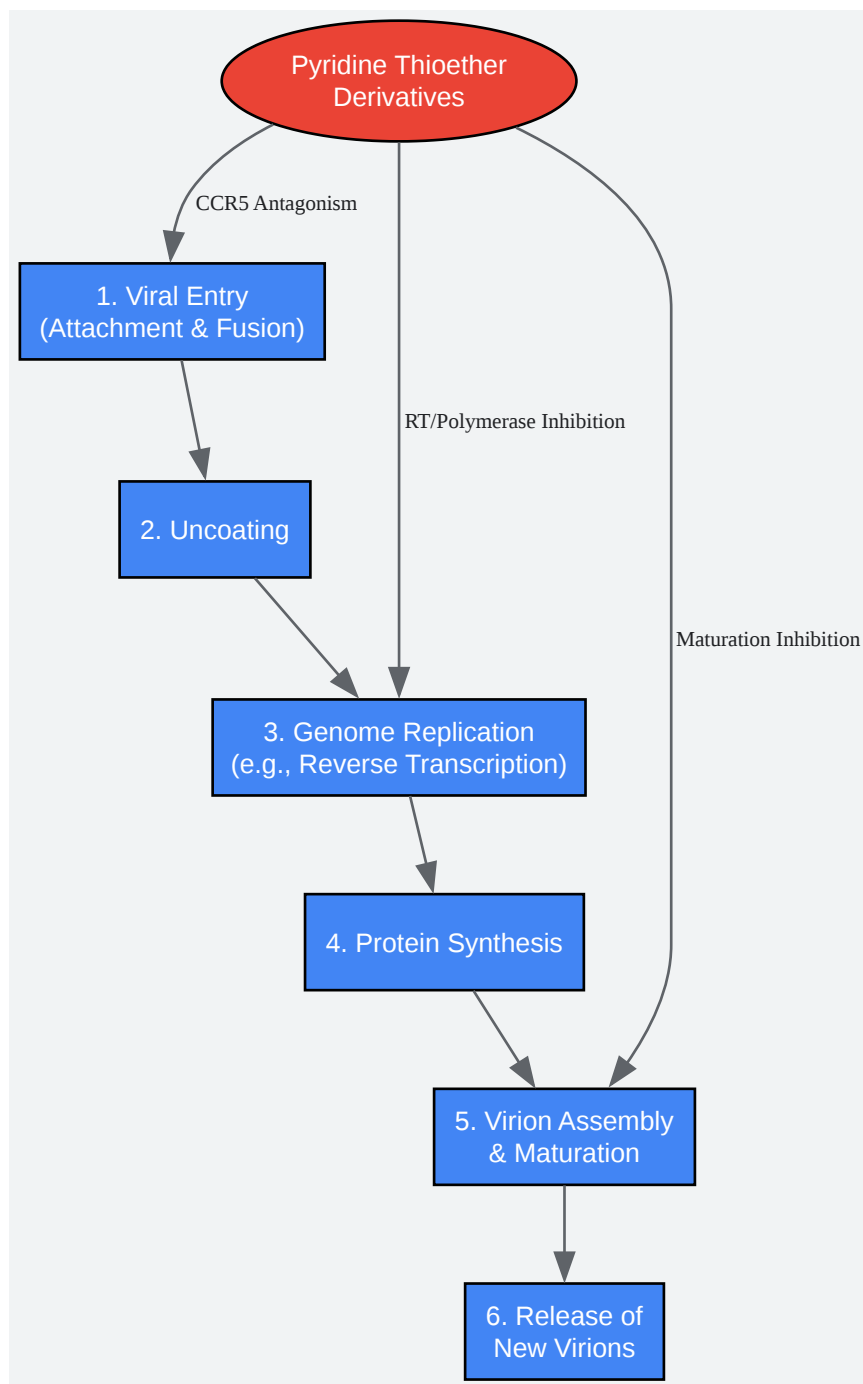 Pyridine Thioether
Derivatives
CCR5 Antagonism
1. Viral Entry
(Attachment & Fusion)
RT/Polymerase Inhibition
2. Uncoating
Maturation Inhibition
3. Genome Replication
(e.g., Reverse Transcription)
4. Protein Synthesis
5. Virion Assembly
& Maturation
6. Release of
New Virions